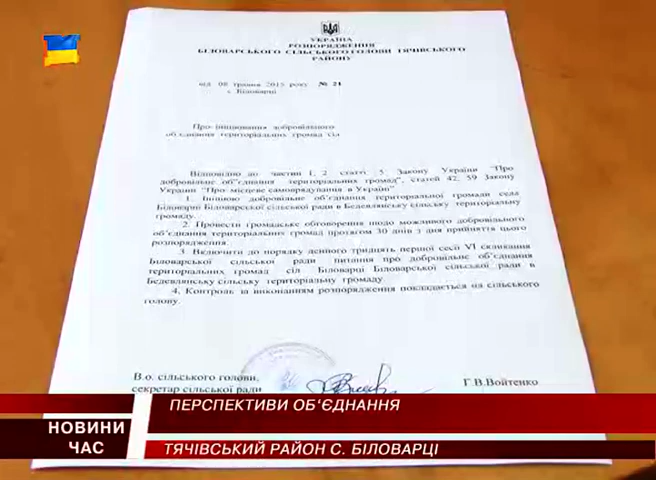 УКРАЇНА
РОЗПОРЯДЖЕННЯ
БІЛОВАРСЬКОГО СІЛЬСЬКОГО ГОЛОВИ ТЯЧІВСЬКОГО
РАЙОНУ
від 08 травня 2015 року № 21
с. Біловарці
Про ініціювання добровільного
об'єднання територіальних громад сіл
Відповідно до частин 1, 2 статі 5 Закону України "Про
добровільне об'єднання територіальних громад", статей 42, 59 Закону
України "Про місцеве самоврядування в Україні"
1. Ініціюю добровільне об'єднання територіальної громади села
Біловарці Біловарської сільської ради в Бедевлянську сільську територіальну
громаду.
2. Провести громадське обговорення щодо можливого добровільного
об'єднання територіальних громад протягом 30 днів з дня прийняття цього
розпорядження.
3. Включити до порядку денного тридцять першої сесії VI скликання
Біловарської сільської ради питання про добровільне об'єднання
територіальних громад сіл Біловарці Біловарської сільської ради в
Бедевлянську сільську територіальну громаду.
4. Контроль за виконанням розпорядження покладається на сільського
голову.
В.о. сільського голови,
секретар сільської ради
Г.В.Войтенко
ПЕРСПЕКТИВИ ОБ'ЄДНАННЯ
НОВИНИ
ЧАС
ТЯЧІВСЬКИЙ РАЙОН С. БІЛОВАРЦІ